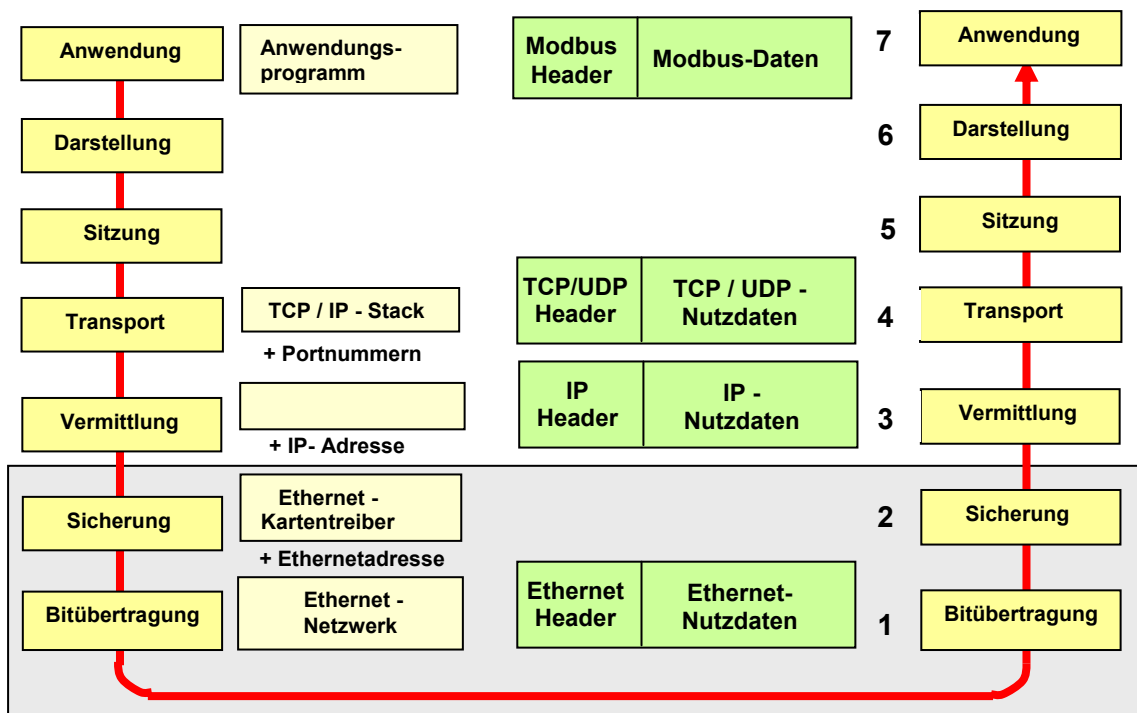 Anwendung
Anwendungs-
programm
Modbus
Header
Modbus-Daten
7
Anwendung
Darstellung
6
Darstellung
Sitzung
5
Sitzung
Transport
TCP / IP - Stack
+ Portnummern
TCP/UDP
Header
TCP / UDP -
Nutzdaten
4
Transport
Vermittlung
+ IP- Adresse
IP
Header
IP -
Nutzdaten
3
Vermittlung
Sicherung
Ethernet -
Kartentreiber
+ Ethernetadresse
2
Sicherung
Bitübertragung
Ethernet -
Netzwerk
Ethernet
Header
Ethernet-
Nutzdaten
1
Bitübertragung